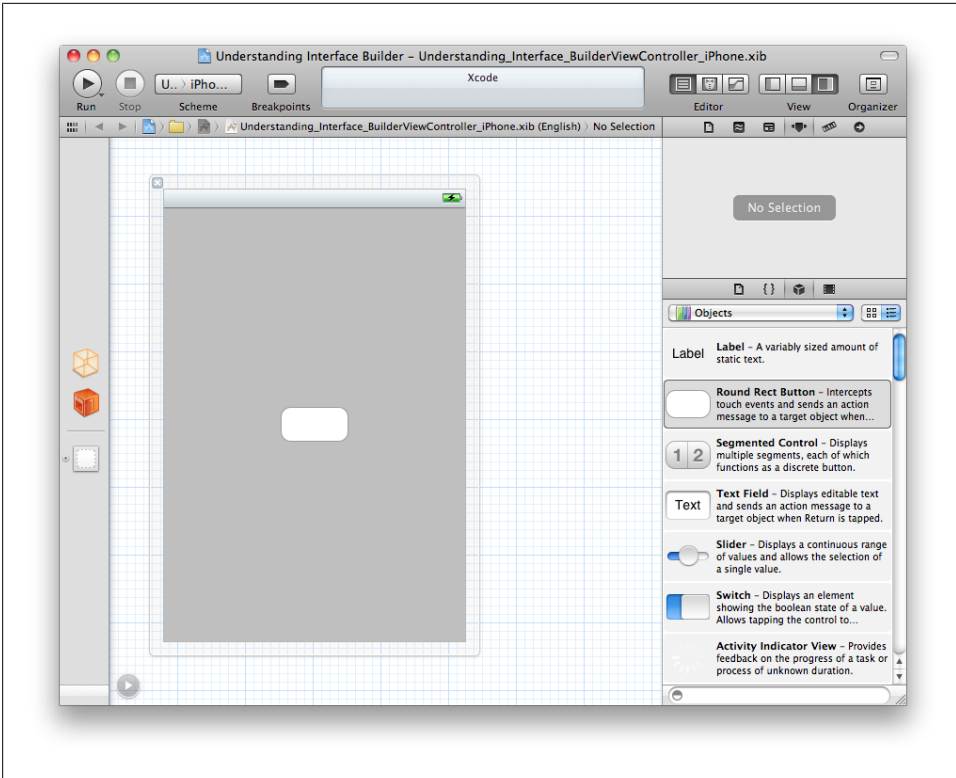 Understanding Interface Builder – Understanding_Interface_BuilderViewController_iPhone.xib
U... › iPho...
Xcode
Run
Stop
Scheme
Breakpoints
Editor
View
Organizer
Understanding_Interface_BuilderViewController_iPhone.xib (English) › No Selection
No Selection
{ }
Objects
Label
Label – A variably sized amount of
static text.
Round Rect Button – Intercepts
touch events and sends an action
message to a target object when...
1 2
Segmented Control – Displays
multiple segments, each of which
functions as a discrete button.
Text
Text Field – Displays editable text
and sends an action message to a
target object when Return is tapped.
Slider – Displays a continuous range
of values and allows the selection of
a single value.
Switch – Displays an element
showing the boolean state of a value.
Allows tapping the control to...
Activity Indicator View – Provides
feedback on the progress of a task or
process of unknown duration.